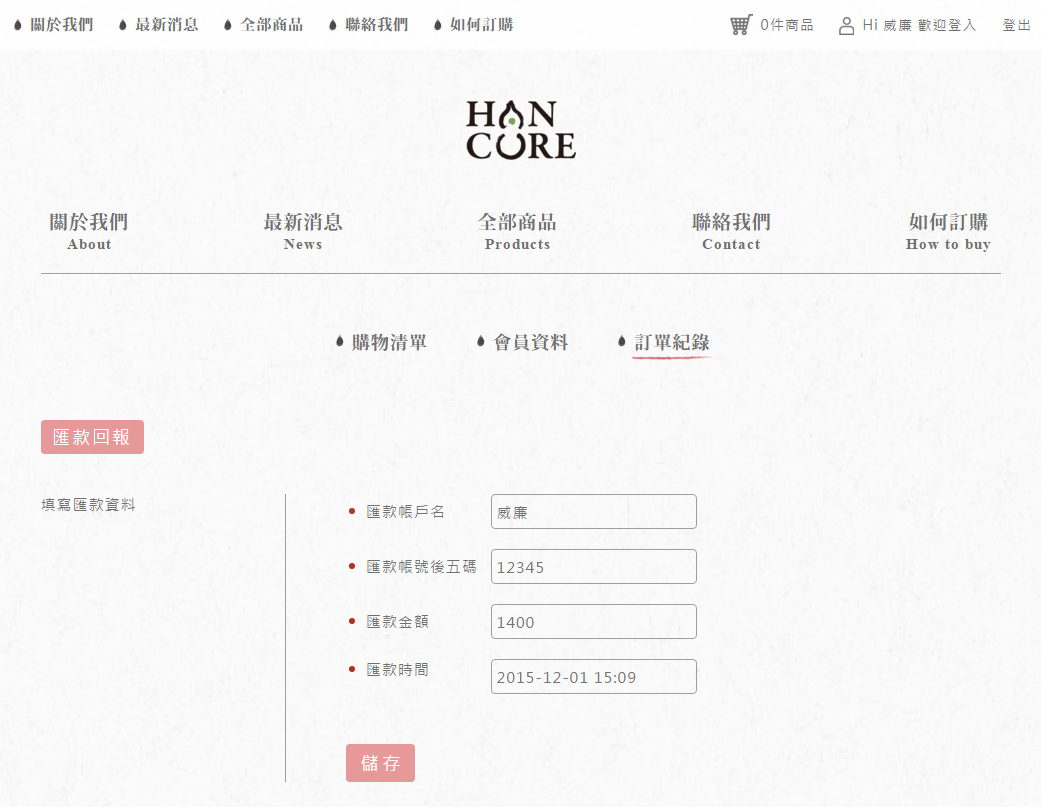 關於我們 最新消息 全部商品 聯絡我們 如何訂購 0件商品 Hi 威廉 歡迎登入 登出
HAN
CURE
關於我們 最新消息 全部商品 聯絡我們 如何訂購
About News Products Contact How to buy
購物清單 會員資料 訂單紀錄
匯款回報
填寫匯款資料
匯款帳戶名 威廉
匯款帳號後五碼 12345
匯款金額 1400
匯款時間 2015-12-01 15:09
儲存